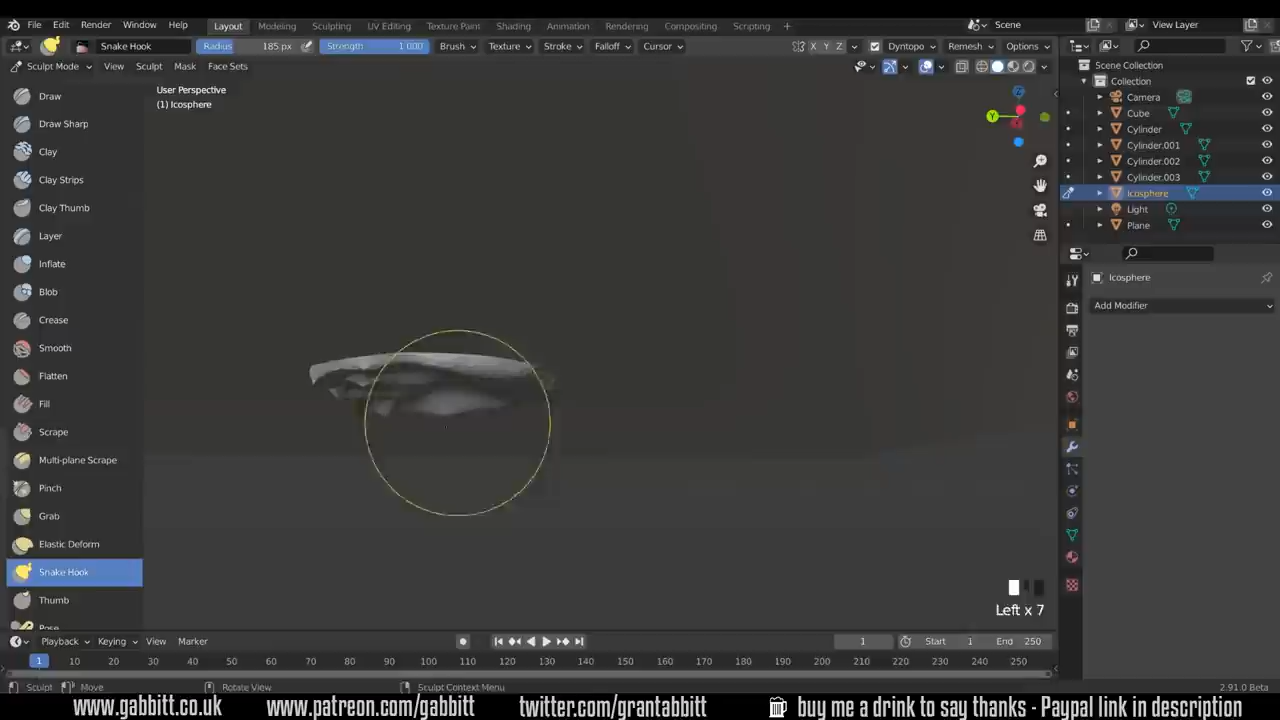 File Edit Render Window Help Layout Modeling Sculpting UV Editing Texture Paint Shading Animation Rendering Compositing Scripting + Scene View Layer
Snake Hook Radius 185 px Strength 1.000 Brush Texture Stroke Falloff Cursor X Y Z Dyntopo Remesh Options
Sculpt Mode View Sculpt Mask Face Sets
Scene Collection
Collection
Camera
Cube
Cylinder
Cylinder.001
Cylinder.002
Cylinder.003
Icosphere
Light
Plane
Icosphere
Add Modifier
User Perspective
(1) Icosphere
Y
Draw
Draw Sharp
Clay
Clay Strips
Clay Thumb
Layer
Inflate
Blob
Crease
Smooth
Flatten
Fill
Scrape
Multi-plane Scrape
Pinch
Grab
Elastic Deform
Snake Hook
Thumb
Pose
Left x 7
Playback Keying View Marker 1 Start 1 End 250
1 10 20 30 40 50 60 70 80 90 100 110 120 130 140 150 160 170 180 190 200 210 220 230 240 250
Sculpt Move Rotate View Sculpt Context Menu 2.91.0 Beta
www.gabbitt.co.uk www.patreon.com/gabbitt twitter.com/grantabbitt buy me a drink to say thanks - Paypal link in description